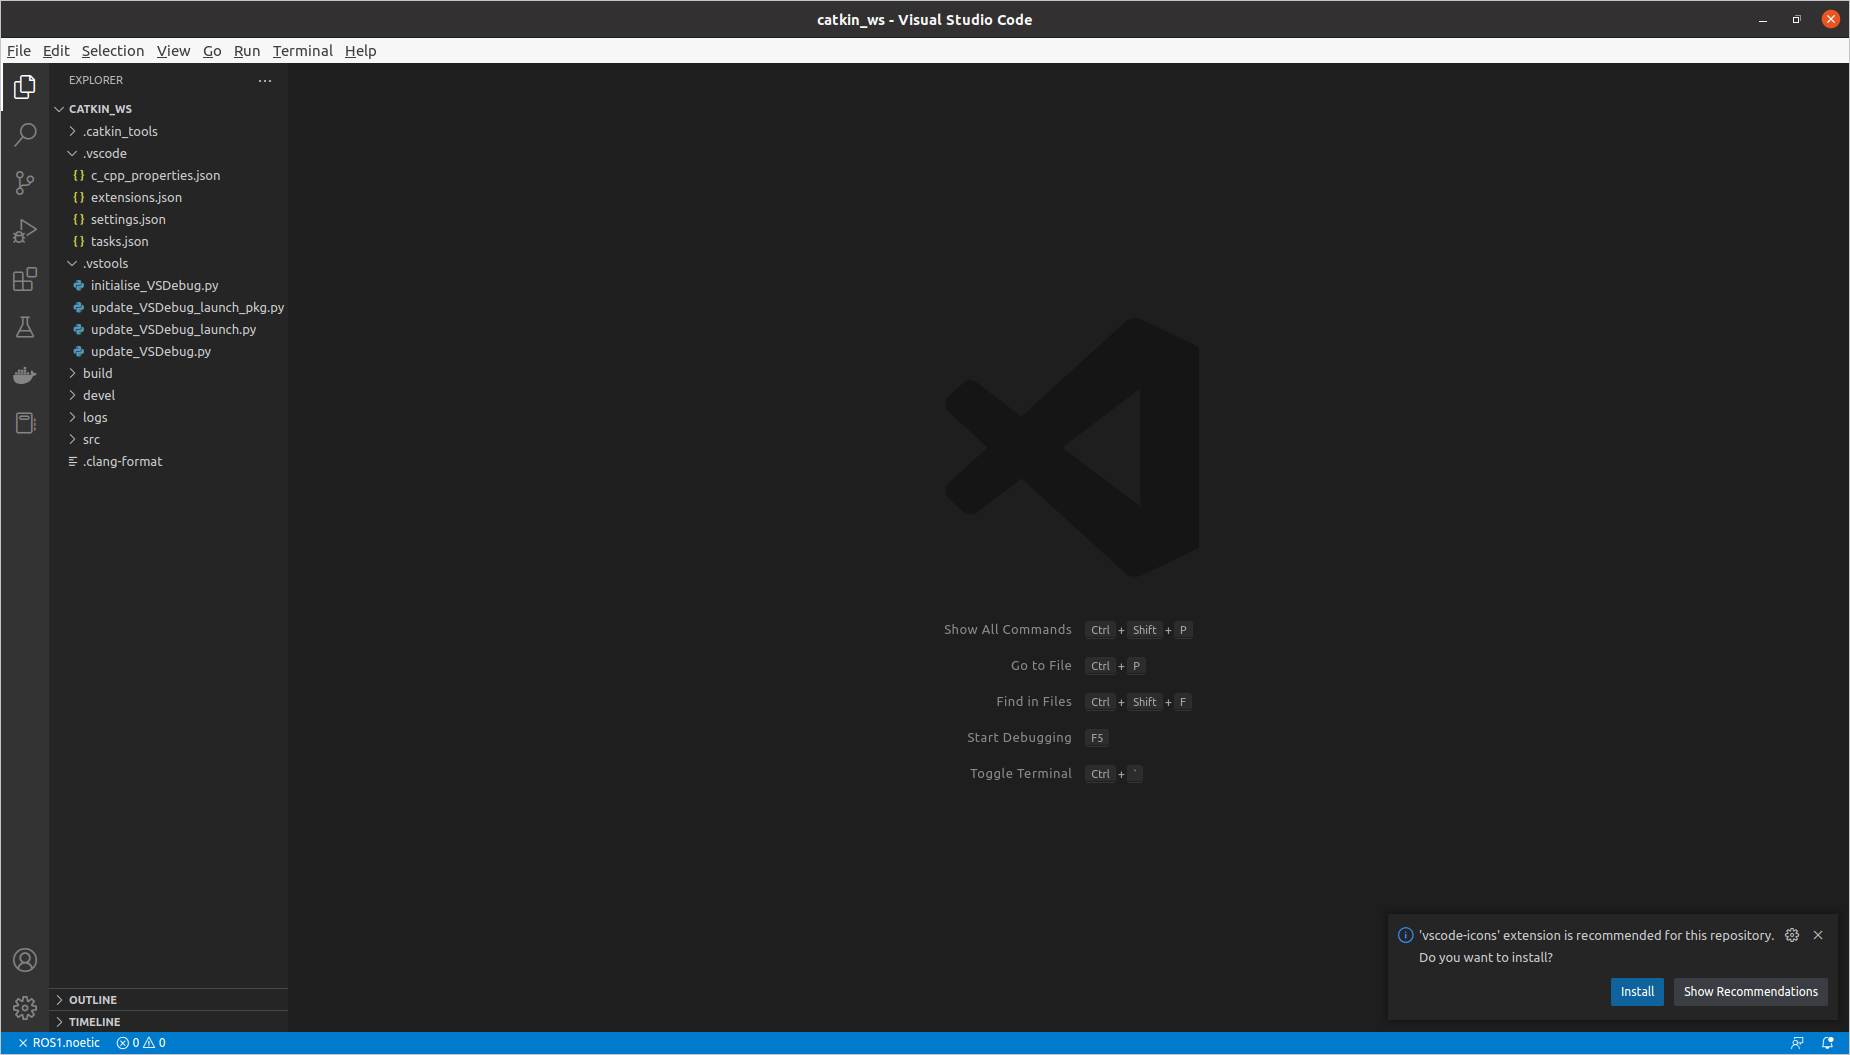 catkin_ws - Visual Studio Code
File Edit Selection View Go Run Terminal Help
EXPLORER
CATKIN_WS
.catkin_tools
.vscode
c_cpp_properties.json
extensions.json
settings.json
tasks.json
.vstools
initialise_VSDebug.py
update_VSDebug_launch_pkg.py
update_VSDebug_launch.py
update_VSDebug.py
build
devel
logs
src
.clang-format
OUTLINE
TIMELINE
Show All Commands Ctrl + Shift + P
Go to File Ctrl + P
Find in Files Ctrl + Shift + F
Start Debugging F5
Toggle Terminal Ctrl + `
'vscode-icons' extension is recommended for this repository.
Do you want to install?
Install Show Recommendations
ROS1.noetic 0 0